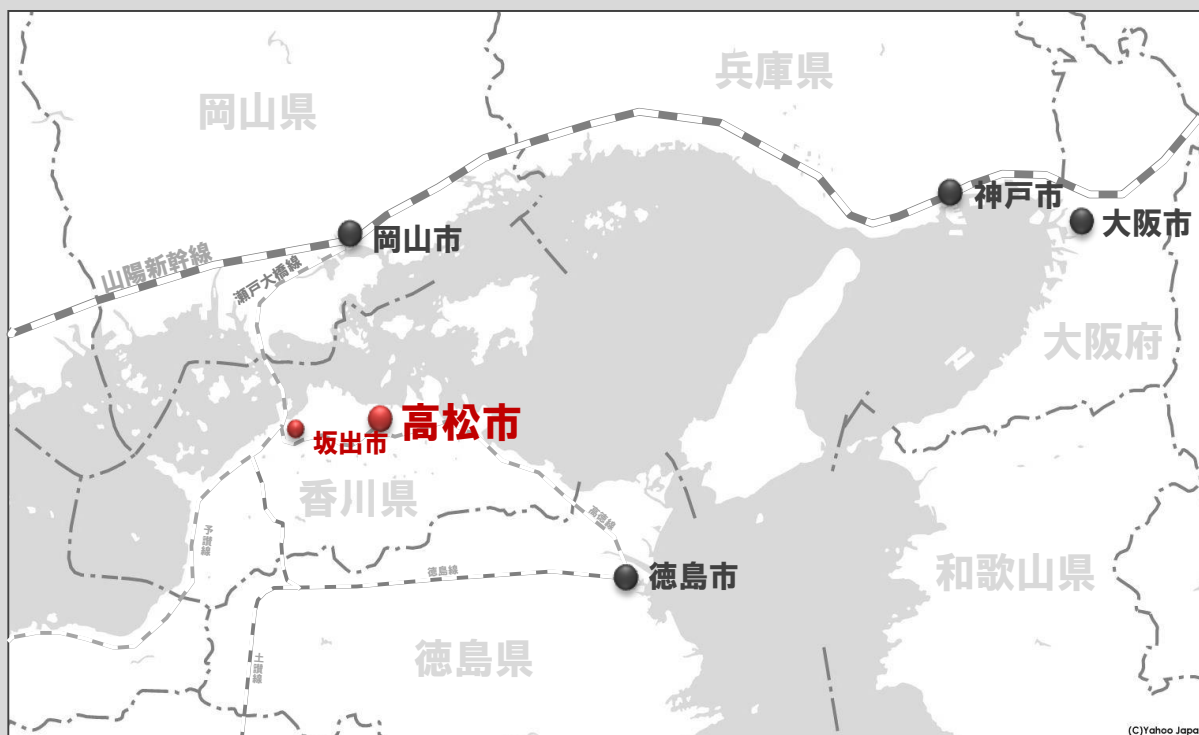 兵庫県
岡山県
神戸市
大阪市
岡山市
山陽新幹線
瀬戸大橋線
大阪府
高松市
坂出市
香川県
高徳線
予讃線
徳島線
徳島市
和歌山県
徳島県
土讃線
(C)Yahoo Japa